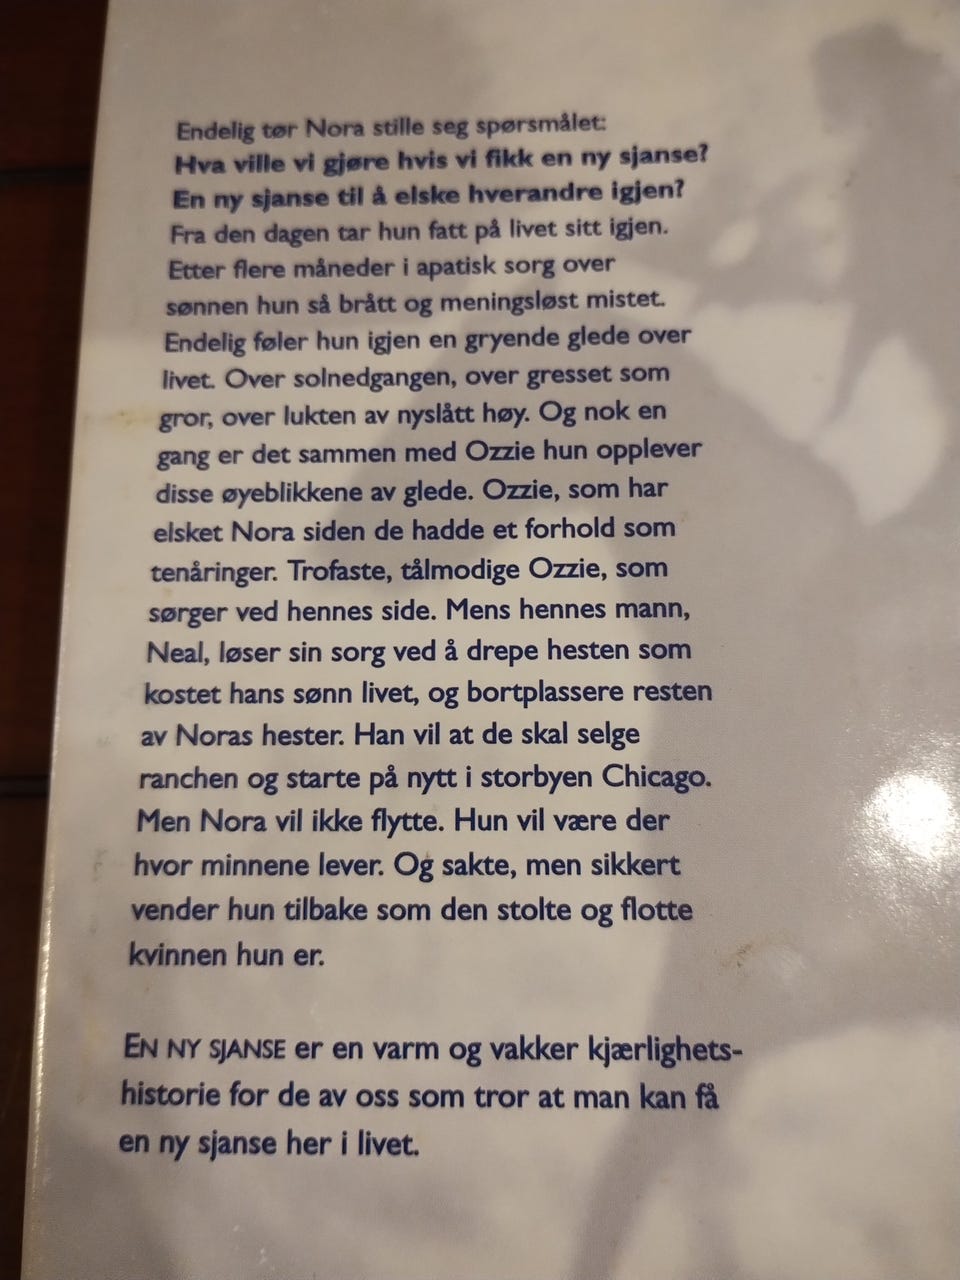 Endelig tør Nora stille seg spørsmålet:
Hva ville vi gjøre hvis vi fikk en ny sjanse?
En ny sjanse til å elske hverandre igjen?
Fra den dagen tar hun fatt på livet sitt igjen.
Etter flere måneder i apatisk sorg over
sønnen hun så brått og meningsløst mistet.
Endelig føler hun igjen en gryende glede over
livet. Over solnedgangen, over gresset som
gror, over lukten av nyslått høy. Og nok en
gang er det sammen med Ozzie hun opplever
disse øyeblikkene av glede. Ozzie, som har
elsket Nora siden de hadde et forhold som
tenåringer. Trofaste, tålmodige Ozzie, som
sørger ved hennes side. Mens hennes mann,
Neal, løser sin sorg ved å drepe hesten som
kostet hans sønn livet, og bortplassere resten
av Noras hester. Han vil at de skal selge
ranchen og starte på nytt i storbyen Chicago.
Men Nora vil ikke flytte. Hun vil være der
hvor minnene lever. Og sakte, men sikkert
vender hun tilbake som den stolte og flotte
kvinnen hun er.
EN NY SJANSE er en varm og vakker kjærlighets-
historie for de av oss som tror at man kan få
en ny sjanse her i livet.